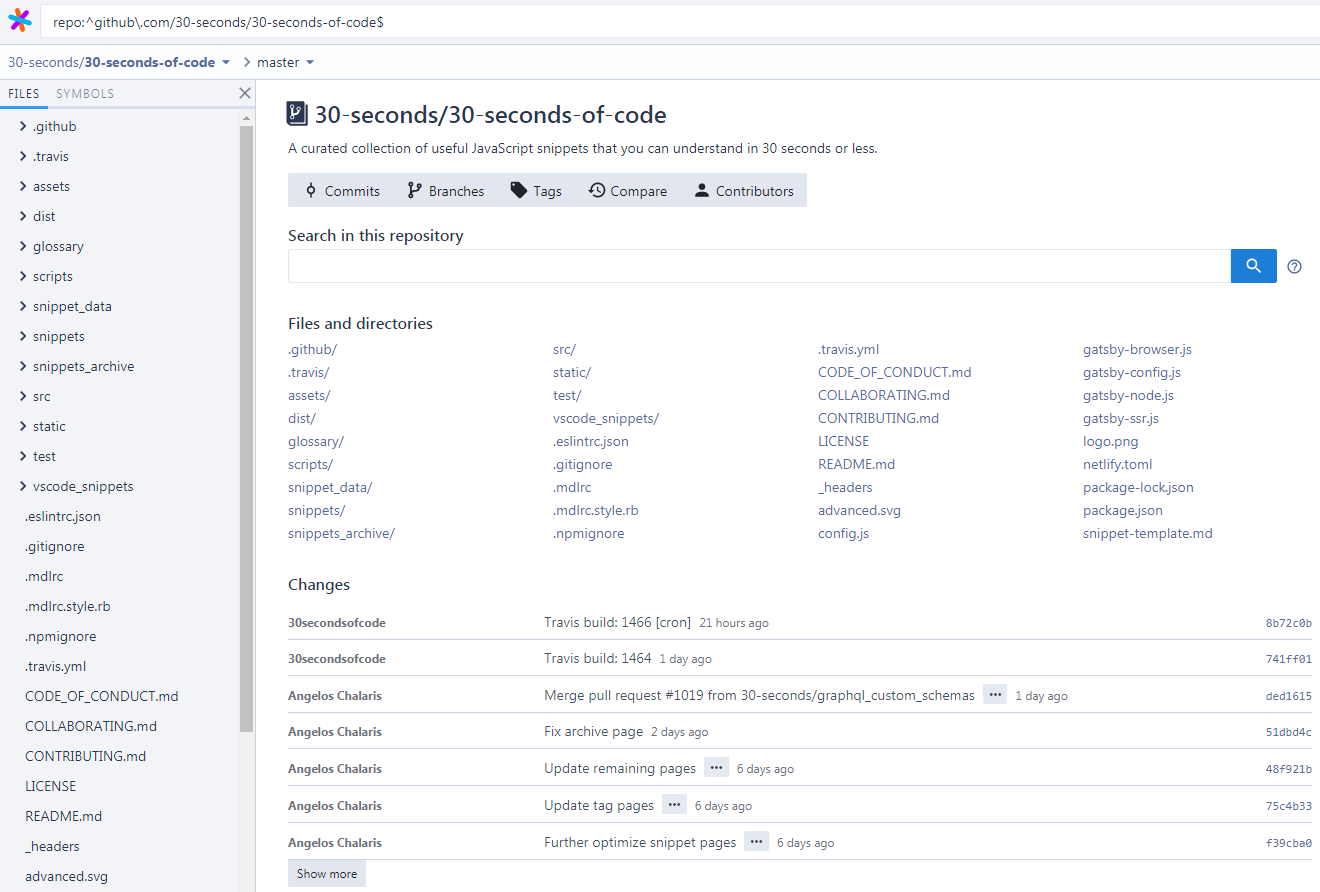 repo:^github\.com/30-seconds/30-seconds-of-code$
30-seconds/30-seconds-of-code master
FILES SYMBOLS
.github
.travis
assets
dist
glossary
scripts
snippet_data
snippets
snippets_archive
src
static
test
vscode_snippets
.eslintrc.json
.gitignore
.mdlrc
.mdlrc.style.rb
.npmignore
.travis.yml
CODE_OF_CONDUCT.md
COLLABORATING.md
CONTRIBUTING.md
LICENSE
README.md
_headers
advanced.svg
30-seconds/30-seconds-of-code
A curated collection of useful JavaScript snippets that you can understand in 30 seconds or less.
Commits Branches Tags Compare Contributors
Search in this repository
Files and directories
.github/ src/ .travis.yml gatsby-browser.js
.travis/ static/ CODE_OF_CONDUCT.md gatsby-config.js
assets/ test/ COLLABORATING.md gatsby-node.js
dist/ vscode_snippets/ CONTRIBUTING.md gatsby-ssr.js
glossary/ .eslintrc.json LICENSE logo.png
scripts/ .gitignore README.md netlify.toml
snippet_data/ .mdlrc _headers package-lock.json
snippets/ .mdlrc.style.rb advanced.svg package.json
snippets_archive/ .npmignore config.js snippet-template.md
Changes
30secondsofcode Travis build: 1466 [cron] 21 hours ago 8b72c0b
30secondsofcode Travis build: 1464 1 day ago 741ff01
Angelos Chalaris Merge pull request #1019 from 30-seconds/graphql_custom_schemas ··· 1 day ago ded1615
Angelos Chalaris Fix archive page 2 days ago 51dbd4c
Angelos Chalaris Update remaining pages ··· 6 days ago 48f921b
Angelos Chalaris Update tag pages ··· 6 days ago 75c4b33
Angelos Chalaris Further optimize snippet pages ··· 6 days ago f39cba0
Show more